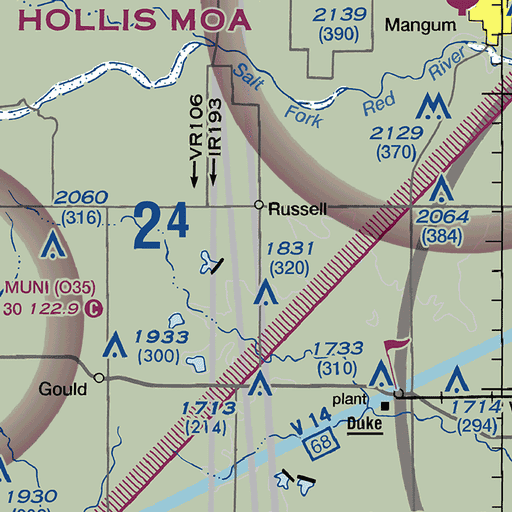 HOLLIS MOA
2139
(390)
Mangum
Salt
Fork
Red
River
VR106
IR193
2129
(370)
2060
(316)
24
Russell
2064
(384)
1831
(320)
MUNI (O35)
30 122.9 C
1933
(300)
1733
(310)
Gould
plant
Duke
1713
(214)
V 14
68
1714
(294)
1930